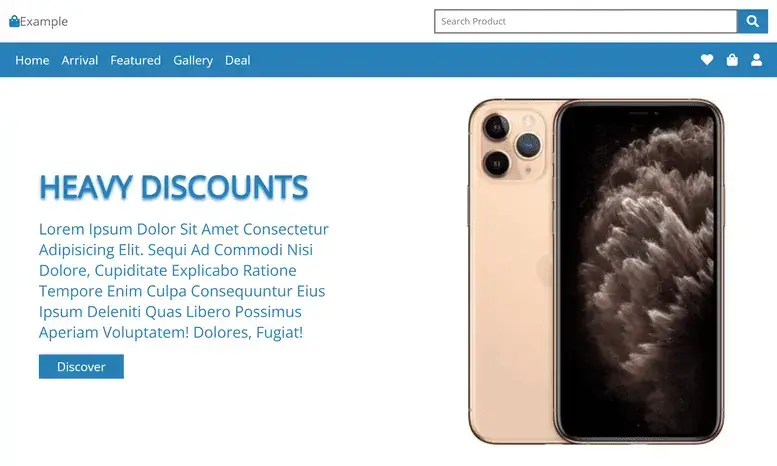 Example
Search Product
Home Arrival Featured Gallery Deal
HEAVY DISCOUNTS
Lorem Ipsum Dolor Sit Amet Consectetur
Adipisicing Elit. Sequi Ad Commodi Nisi
Dolore, Cupiditate Explicabo Ratione
Tempore Enim Culpa Consequuntur Eius
Ipsum Deleniti Quas Libero Possimus
Aperiam Voluptatem! Dolores, Fugiat!
Discover